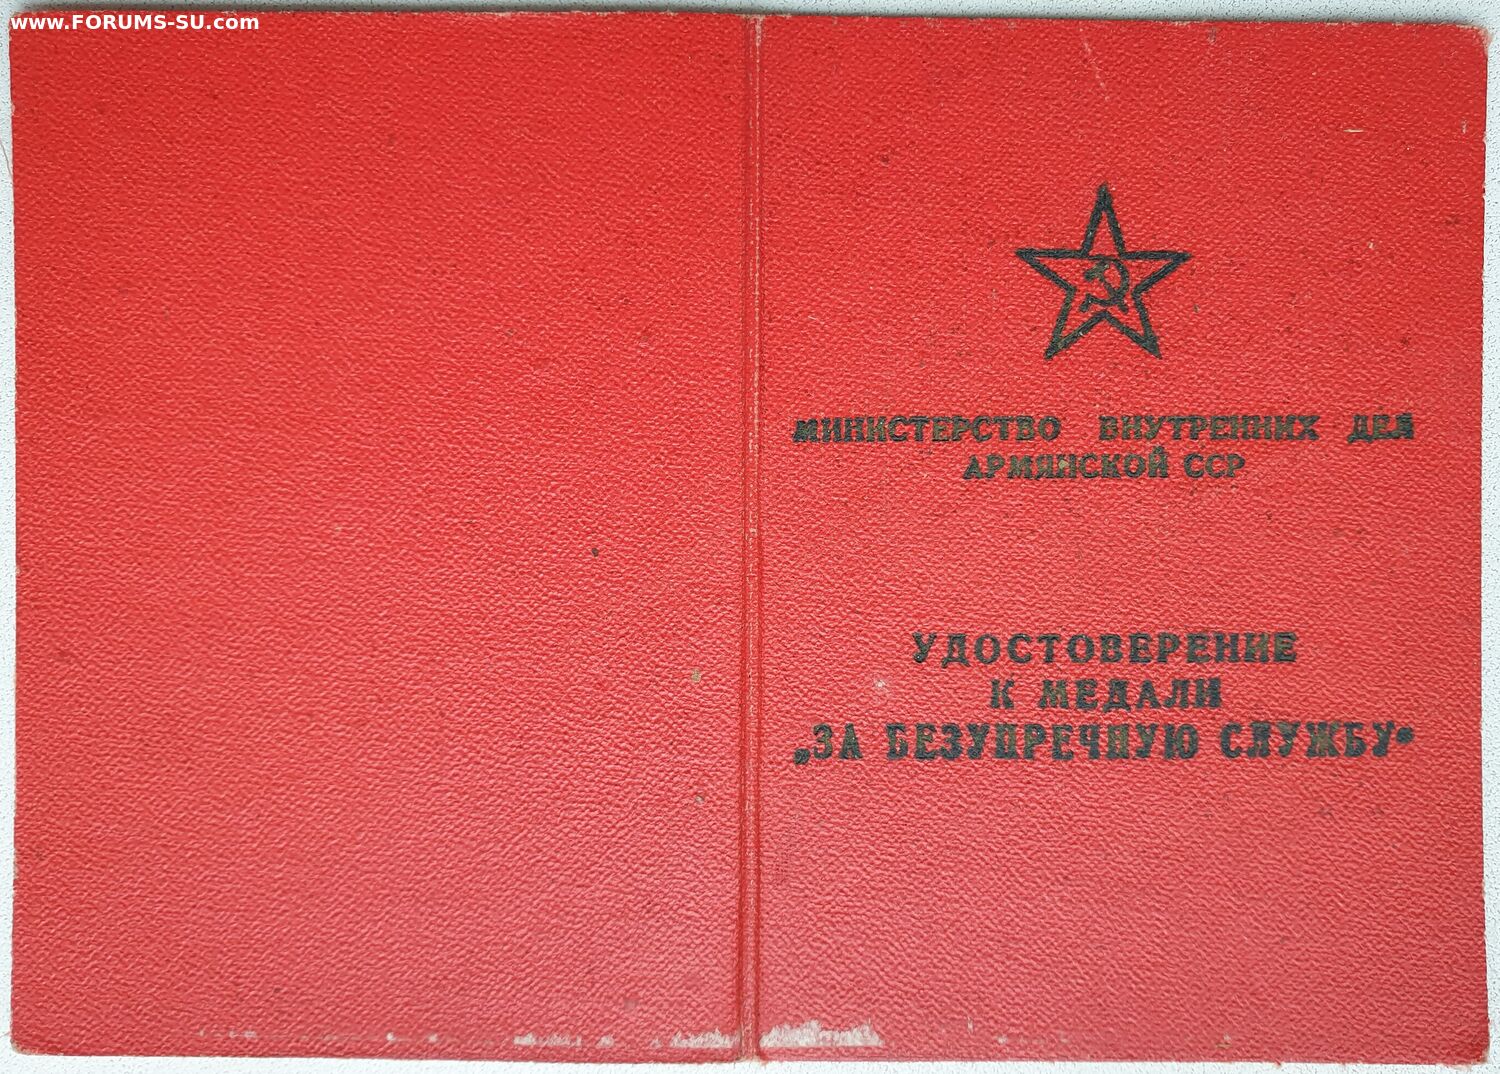 www.FORUMS-SU.com
МИНИСТЕРСТВО ВНУТРЕННИХ ДЕЛ
АРМЯНСКОЙ ССР
УДОСТОВЕРЕНИЕ
К МЕДАЛИ
„ЗА БЕЗУПРЕЧНУЮ СЛУЖБУ“